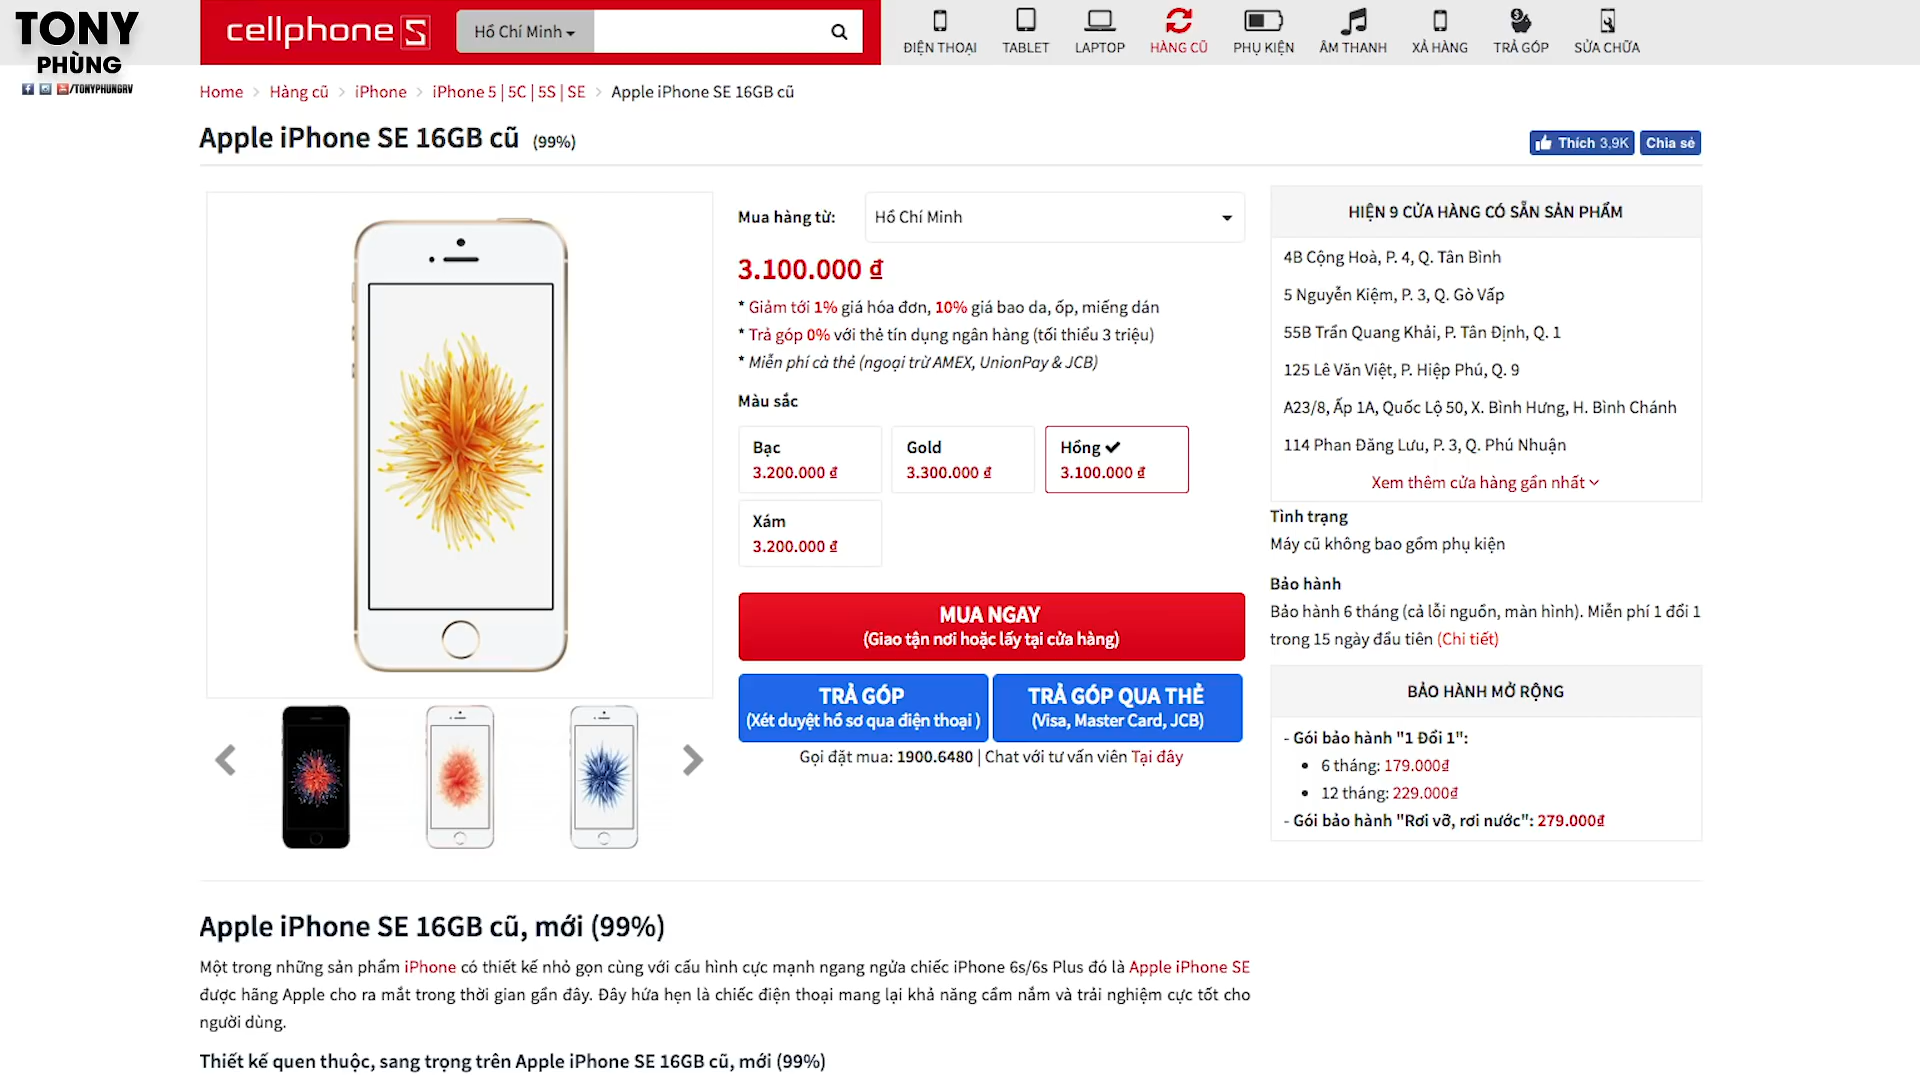 TONY
PHÙNG
/TONYPHUNGRV
cellphoneS
Hồ Chí Minh
ĐIỆN THOẠI
TABLET
LAPTOP
HÀNG CŨ
PHỤ KIỆN
ÂM THANH
XẢ HÀNG
TRẢ GÓP
SỬA CHỮA
Home > Hàng cũ > iPhone > iPhone 5 | 5C | 5S | SE > Apple iPhone SE 16GB cũ
Apple iPhone SE 16GB cũ (99%)
Thích 3,9K
Chia sẻ
Mua hàng từ: Hồ Chí Minh
3.100.000 ₫
* Giảm tới 1% giá hóa đơn, 10% giá bao da, ốp, miếng dán
* Trả góp 0% với thẻ tín dụng ngân hàng (tối thiểu 3 triệu)
* Miễn phí cà thẻ (ngoại trừ AMEX, UnionPay & JCB)
Màu sắc
Bạc
3.200.000 ₫
Gold
3.300.000 ₫
Hồng
3.100.000 ₫
Xám
3.200.000 ₫
MUA NGAY
(Giao tận nơi hoặc lấy tại cửa hàng)
TRẢ GÓP
(Xét duyệt hồ sơ qua điện thoại )
TRẢ GÓP QUA THẺ
(Visa, Master Card, JCB)
Gọi đặt mua: 1900.6480 | Chat với tư vấn viên Tại đây
HIỆN 9 CỬA HÀNG CÓ SẴN SẢN PHẨM
4B Cộng Hoà, P. 4, Q. Tân Bình
5 Nguyễn Kiệm, P. 3, Q. Gò Vấp
55B Trần Quang Khải, P. Tân Định, Q. 1
125 Lê Văn Việt, P. Hiệp Phú, Q. 9
A23/8, Ấp 1A, Quốc Lộ 50, X. Bình Hưng, H. Bình Chánh
114 Phan Đăng Lưu, P. 3, Q. Phú Nhuận
Xem thêm cửa hàng gần nhất
Tình trạng
Máy cũ không bao gồm phụ kiện
Bảo hành
Bảo hành 6 tháng (cả lỗi nguồn, màn hình). Miễn phí 1 đổi 1
trong 15 ngày đầu tiên (Chi tiết)
BẢO HÀNH MỞ RỘNG
- Gói bảo hành "1 Đổi 1":
• 6 tháng: 179.000₫
• 12 tháng: 229.000₫
- Gói bảo hành "Rơi vỡ, rơi nước": 279.000₫
Apple iPhone SE 16GB cũ, mới (99%)
Một trong những sản phẩm iPhone có thiết kế nhỏ gọn cùng với cấu hình cực mạnh ngang ngửa chiếc iPhone 6s/6s Plus đó là Apple iPhone SE
được hãng Apple cho ra mắt trong thời gian gần đây. Đây hứa hẹn là chiếc điện thoại mang lại khả năng cầm nắm và trải nghiệm cực tốt cho
người dùng.
Thiết kế quen thuộc, sang trọng trên Apple iPhone SE 16GB cũ, mới (99%)